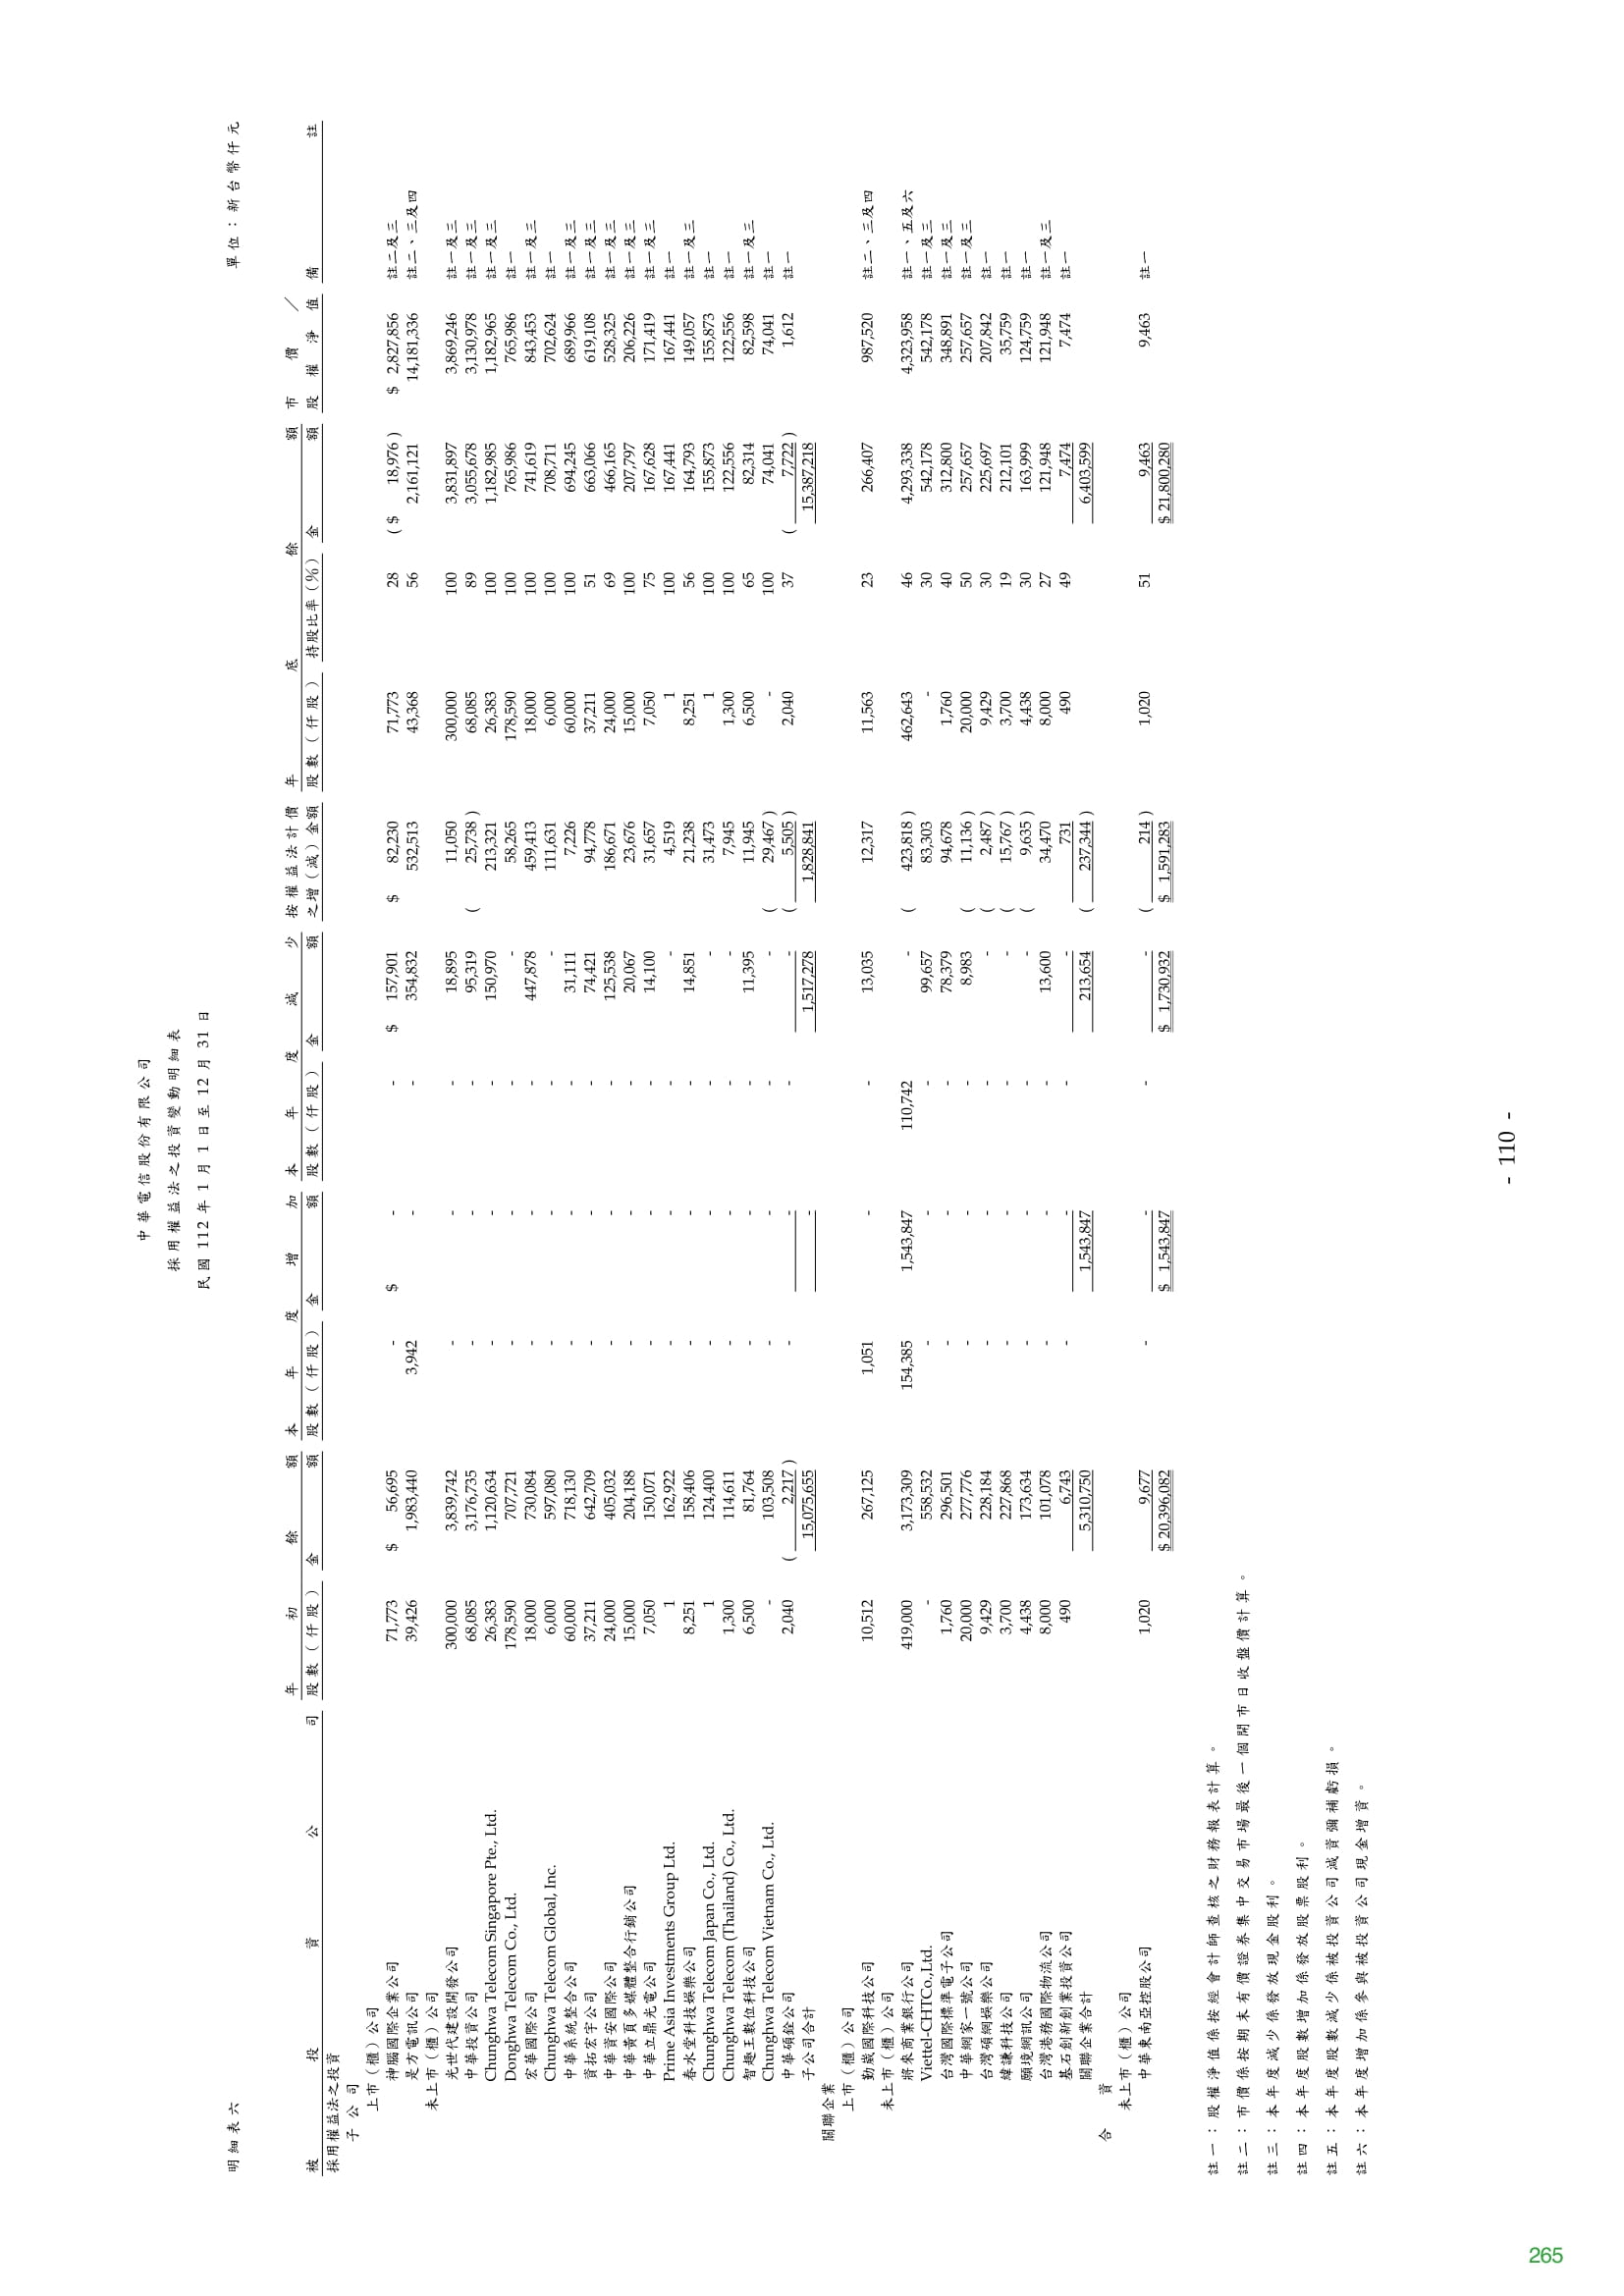 中華電信股份有限公司
採用權益法之投資變動明細表
民國 112 年 1 月 1 日至 12 月 31 日
明細表六 單位：新台幣仟元
年初餘額 本年度增加 本年度減少 按權益法計價 年底餘額 市價／
被投資公司 股數（仟股） 金額 股數（仟股） 金額 股數（仟股） 金額 之增（減）金額 股數（仟股） 持股比率（％） 金額 股權淨值 備註
採用權益法之投資
子公司
上市（櫃）公司
神腦國際企業公司 71,773 $ 56,695 - $ - - $ 157,901 $ 82,230 71,773 28 ( $ 18,976 ) $ 2,827,856 註二及三
是方電訊公司 39,426 1,983,440 3,942 - - 354,832 532,513 43,368 56 2,161,121 14,181,336 註二、三及四
未上市（櫃）公司
光世代建設開發公司 300,000 3,839,742 - - - 18,895 11,050 300,000 100 3,831,897 3,869,246 註一及三
中華投資公司 68,085 3,176,735 - - - 95,319 ( 25,738 ) 68,085 89 3,055,678 3,130,978 註一及三
Chunghwa Telecom Singapore Pte., Ltd. 26,383 1,120,634 - - - 150,970 213,321 26,383 100 1,182,985 1,182,965 註一及三
Donghwa Telecom Co., Ltd. 178,590 707,721 - - - - 58,265 178,590 100 765,986 765,986 註一
宏華國際公司 18,000 730,084 - - - 447,878 459,413 18,000 100 741,619 843,453 註一及三
Chunghwa Telecom Global, Inc. 6,000 597,080 - - - - 111,631 6,000 100 708,711 702,624 註一
中華系統整合公司 60,000 718,130 - - - 31,111 7,226 60,000 100 694,245 689,966 註一及三
資拓宏宇公司 37,211 642,709 - - - 74,421 94,778 37,211 51 663,066 619,108 註一及三
中華資安國際公司 24,000 405,032 - - - 125,538 186,671 24,000 69 466,165 528,325 註一及三
中華黃頁多媒體整合行銷公司 15,000 204,188 - - - 20,067 23,676 15,000 100 207,797 206,226 註一及三
中華立鼎光電公司 7,050 150,071 - - - 14,100 31,657 7,050 75 167,628 171,419 註一及三
Prime Asia Investments Group Ltd. 1 162,922 - - - - 4,519 1 100 167,441 167,441 註一
春水堂科技娛樂公司 8,251 158,406 - - - 14,851 21,238 8,251 56 164,793 149,057 註一及三
Chunghwa Telecom Japan Co., Ltd. 1 124,400 - - - - 31,473 1 100 155,873 155,873 註一
Chunghwa Telecom (Thailand) Co., Ltd. 1,300 114,611 - - - - 7,945 1,300 100 122,556 122,556 註一
智趣王數位科技公司 6,500 81,764 - - - 11,395 11,945 6,500 65 82,314 82,598 註一及三
Chunghwa Telecom Vietnam Co., Ltd. - 103,508 - - - - ( 29,467 ) - 100 74,041 74,041 註一
中華碩銓公司 2,040 ( 2,217 ) - - - - ( 5,505 ) 2,040 37 ( 7,722 ) 1,612 註一
子公司合計 15,075,655 - 1,517,278 1,828,841 15,387,218
關聯企業
上市（櫃）公司
勤崴國際科技公司 10,512 267,125 1,051 - - 13,035 12,317 11,563 23 266,407 987,520 註二、三及四
未上市（櫃）公司
將來商業銀行公司 419,000 3,173,309 154,385 1,543,847 110,742 - ( 423,818 ) 462,643 46 4,293,338 4,323,958 註一、五及六
Viettel-CHTCo.,Ltd. - 558,532 - - - 99,657 83,303 - 30 542,178 542,178 註一及三
台灣國際標準電子公司 1,760 296,501 - - - 78,379 94,678 1,760 40 312,800 348,891 註一及三
中華網家一號公司 20,000 277,776 - - - 8,983 ( 11,136 ) 20,000 50 257,657 257,657 註一及三
台灣碩網娛樂公司 9,429 228,184 - - - - ( 2,487 ) 9,429 30 225,697 207,842 註一
緯謙科技公司 3,700 227,868 - - - - ( 15,767 ) 3,700 19 212,101 35,759 註一
願境網訊公司 4,438 173,634 - - - - ( 9,635 ) 4,438 30 163,999 124,759 註一
台灣港務國際物流公司 8,000 101,078 - - - 13,600 34,470 8,000 27 121,948 121,948 註一及三
基石創新創業投資公司 490 6,743 - - - - 731 490 49 7,474 7,474 註一
關聯企業合計 5,310,750 1,543,847 213,654 ( 237,344 ) 6,403,599
合資
未上市（櫃）公司
中華東南亞控股公司 1,020 9,677 - - - - ( 214 ) 1,020 51 9,463 9,463 註一
$ 20,396,082 $ 1,543,847 $ 1,730,932 $ 1,591,283 $ 21,800,280
註一：股權淨值係按經會計師查核之財務報表計算。
註二：市價係按期末有價證券集中交易市場最後一個開市日收盤價計算。
註三：本年度減少係發放現金股利。
註四：本年度股數增加係發放股票股利。
註五：本年度股數減少係被投資公司減資彌補虧損。
註六：本年度增加係參與被投資公司現金增資。
- 110 -
265